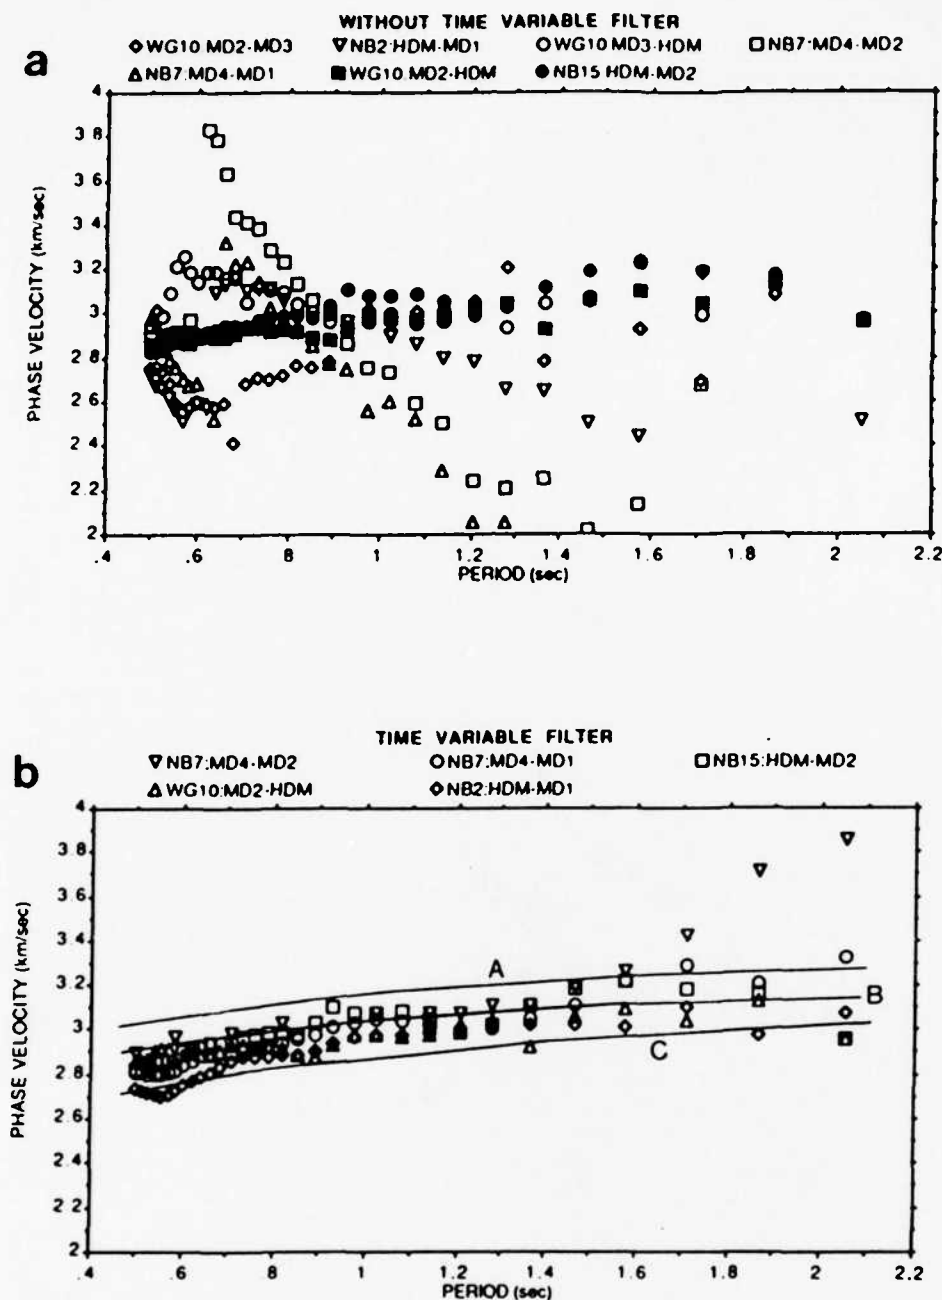 WITHOUT TIME VARIABLE FILTER
a
WG10 MD2-MD3 NB2:HDM-MD1 WG10 MD3-HDM NB7:MD4-MD2
NB7:MD4-MD1 WG10 MD2-HDM NB15 HDM-MD2
4
3 8
3 6
3 4
3 2
3
2 8
2 6
2 4
2 2
2
PHASE VELOCITY (km/sec)
.4 .6 .8 1 1.2 1.4 1.6 1.8 2 2.2
PERIOD (sec)
TIME VARIABLE FILTER
b
NB7:MD4-MD2 NB7:MD4-MD1 NB15:HDM-MD2
WG10:MD2-HDM NB2:HDM-MD1
4
3 8
3 6
3 4
3 2
3
2 8
2 6
2 4
2 2
2
PHASE VELOCITY (km/sec)
A
B
C
.4 .6 .8 1 1.2 1.4 1.6 1.8 2 2.2
PERIOD (sec)